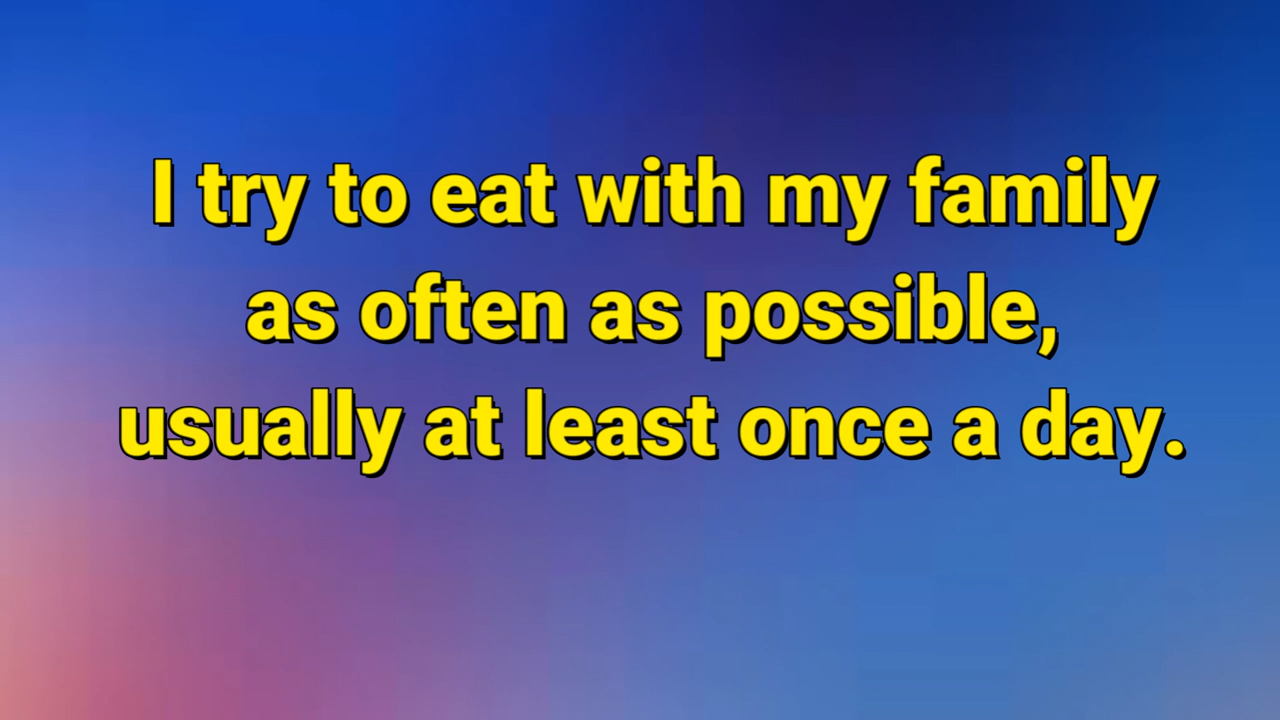 I try to eat with my family
as often as possible,
usually at least once a day.